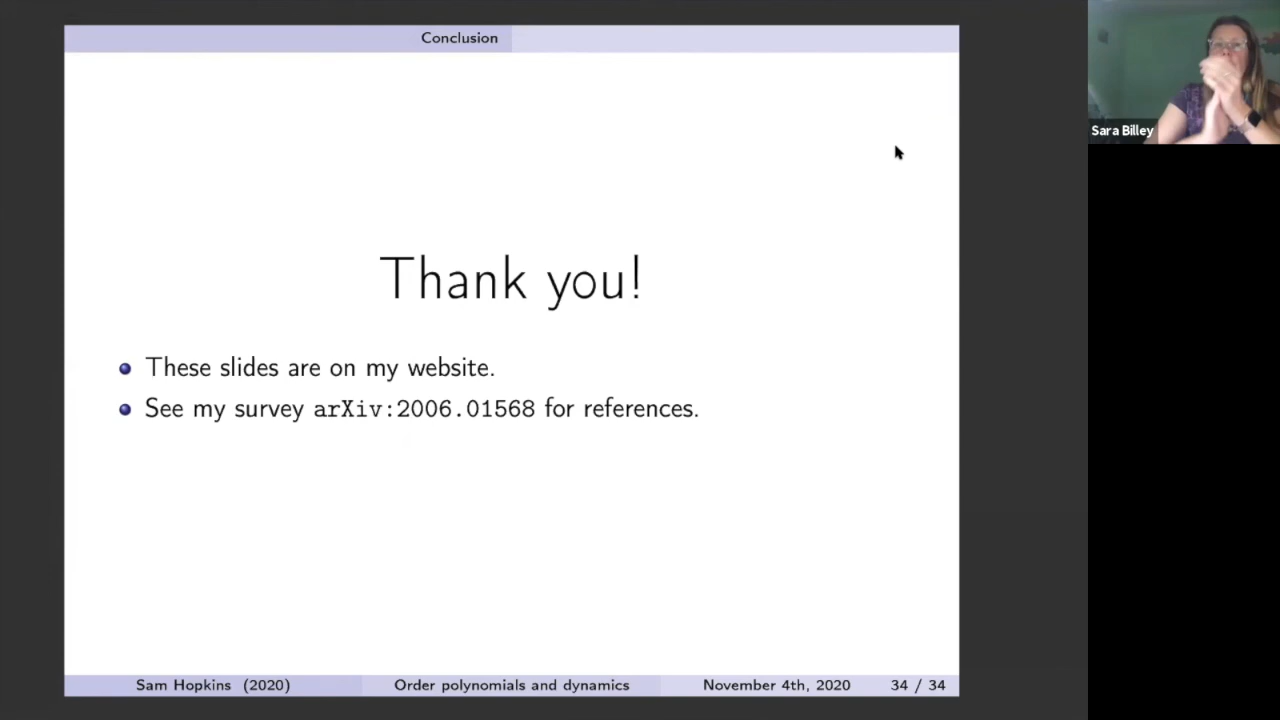 Conclusion
Sara Billey
Thank you!
These slides are on my website.
See my survey arXiv:2006.01568 for references.
Sam Hopkins (2020) Order polynomials and dynamics November 4th, 2020 34 / 34